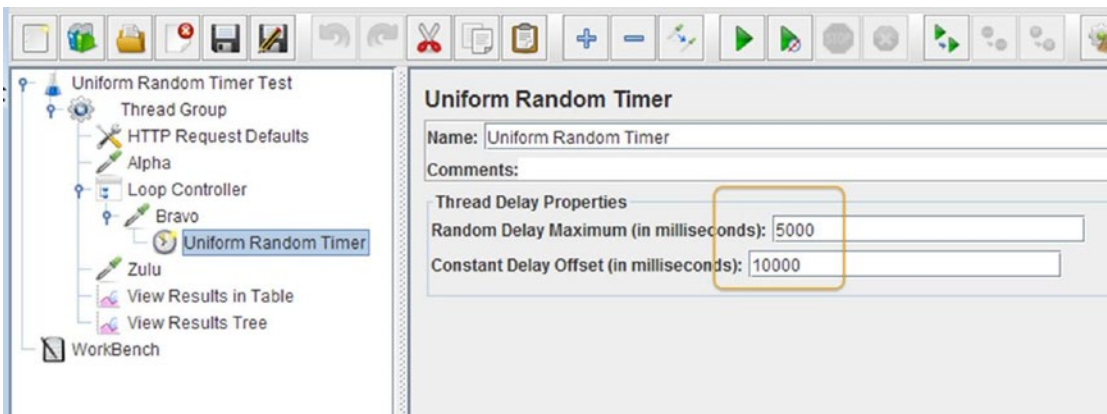 Uniform Random Timer Test
Thread Group
HTTP Request Defaults
Alpha
Loop Controller
Bravo
Uniform Random Timer
Zulu
View Results in Table
View Results Tree
WorkBench
Uniform Random Timer
Name: Uniform Random Timer
Comments:
Thread Delay Properties
Random Delay Maximum (in milliseconds): 5000
Constant Delay Offset (in milliseconds): 10000